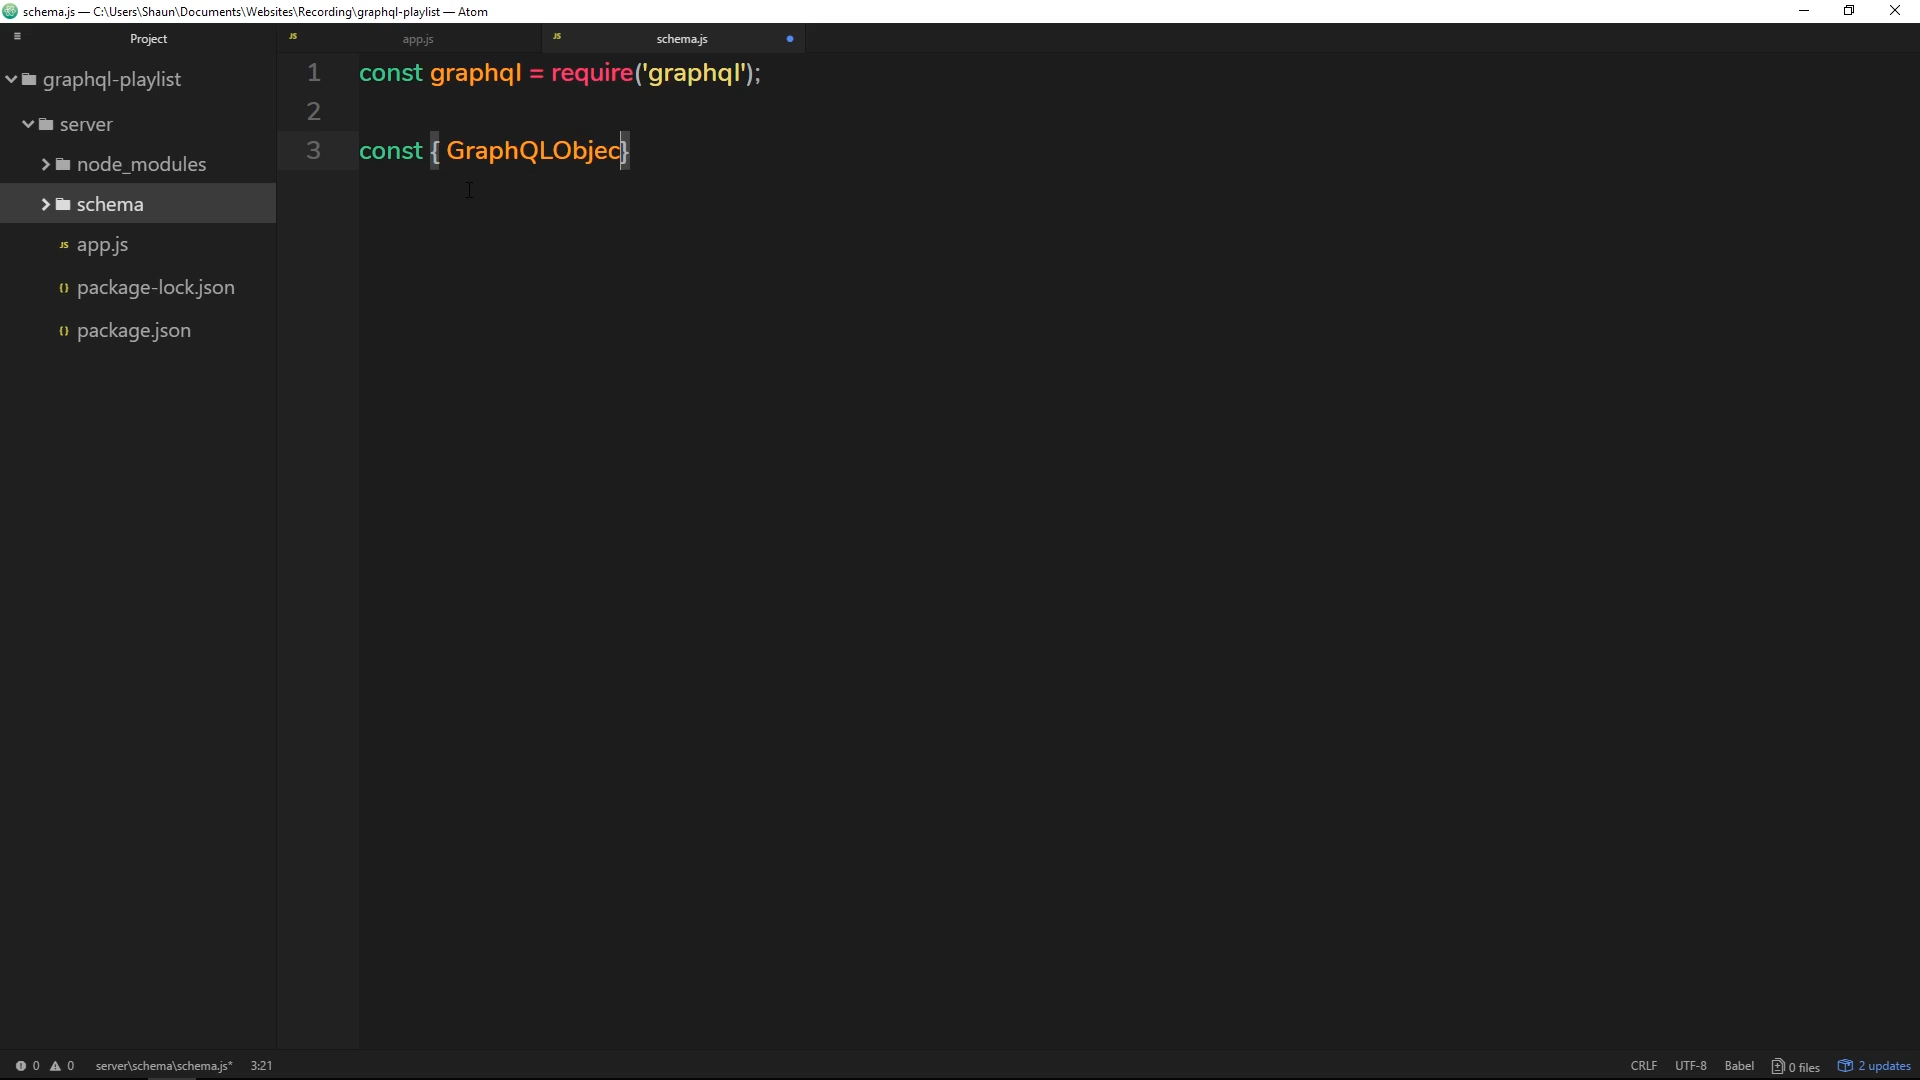 schema.js — C:\Users\Shaun\Documents\Websites\Recording\graphql-playlist — Atom
Project
app.js
schema.js
graphql-playlist
server
node_modules
schema
app.js
package-lock.json
package.json
1 const graphql = require('graphql');
2
3 const { GraphQLObjec}
0 0 server\schema\schema.js* 3:21
CRLF UTF-8 Babel 0 files 2 updates